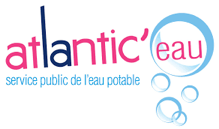 atlantic'eau
service public de l'eau potable